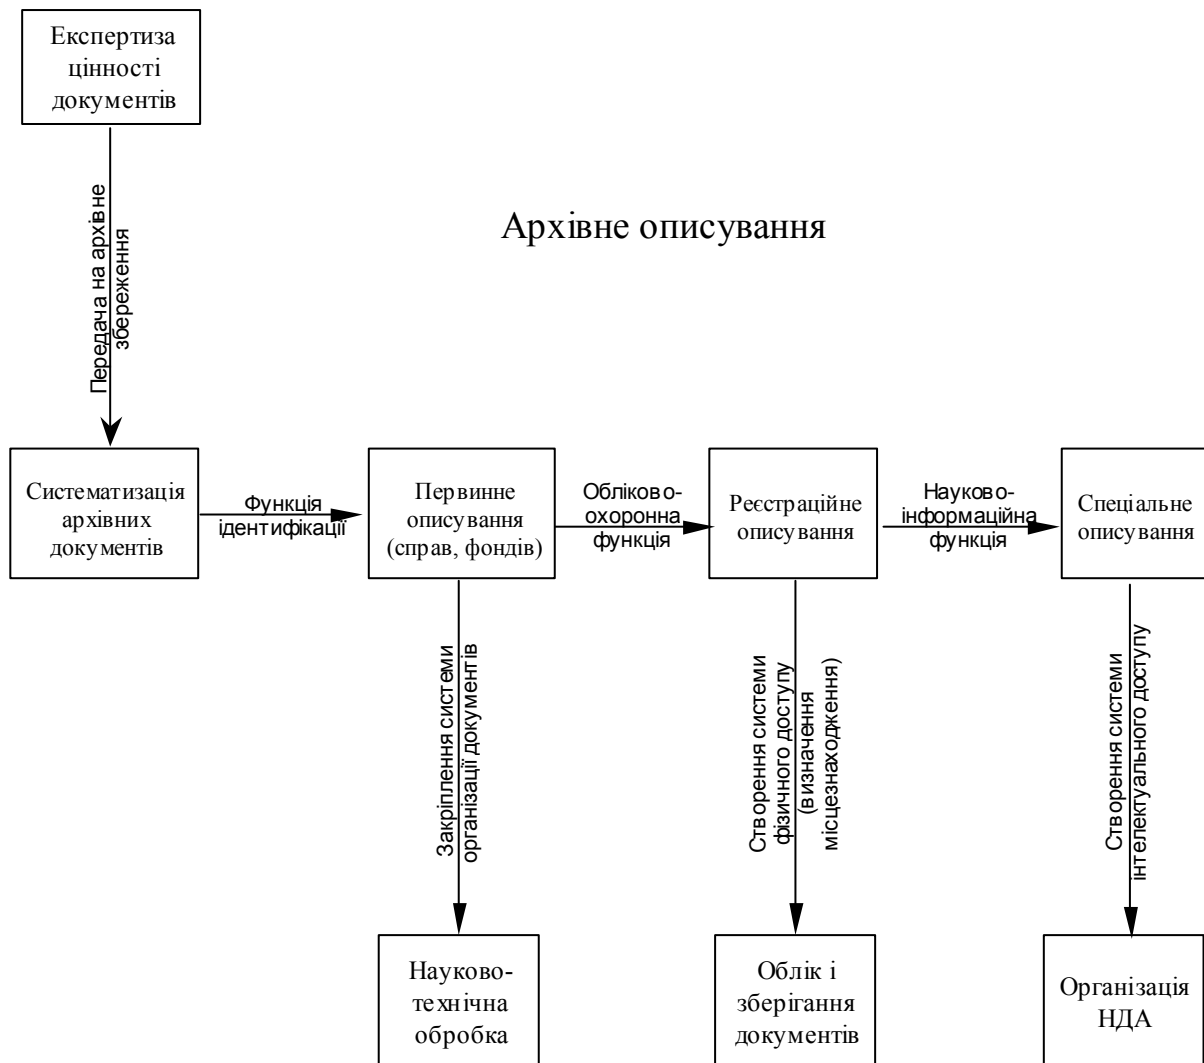 Експертиза
цінності
документів
Передача на архівне
збереження
Архівне описування
Систематизація
архівних
документів
Функція
ідентифікації
Первинне
описування
(справ, фондів)
Обліково-
охоронна
функція
Реєстраційне
описування
Науково-
інформаційна
функція
Спеціальне
описування
Закріплення системи
організації документів
Створення системи
фізичного доступу
(визначення
місцезнаходження)
Створення системи
інтелектуального доступу
Науково-
технічна
обробка
Облік і
зберігання
документів
Організація
НДА